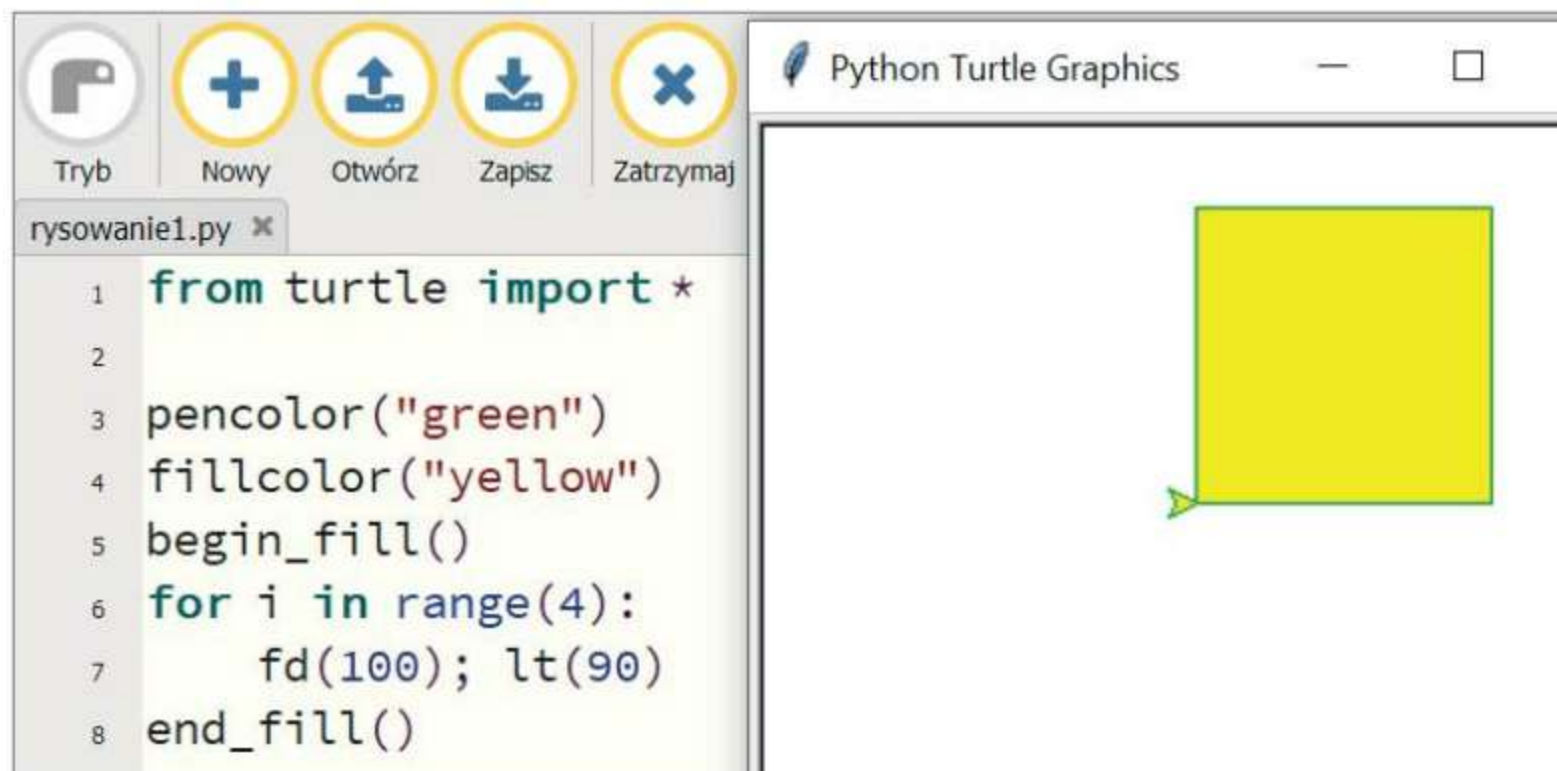 Tryb
Nowy
Otwórz
Zapisz
Zatrzymaj
Python Turtle Graphics
rysowanie1.py
1 from turtle import *
2
3 pencolor("green")
4 fillcolor("yellow")
5 begin_fill()
6 for i in range(4):
7     fd(100); lt(90)
8 end_fill()